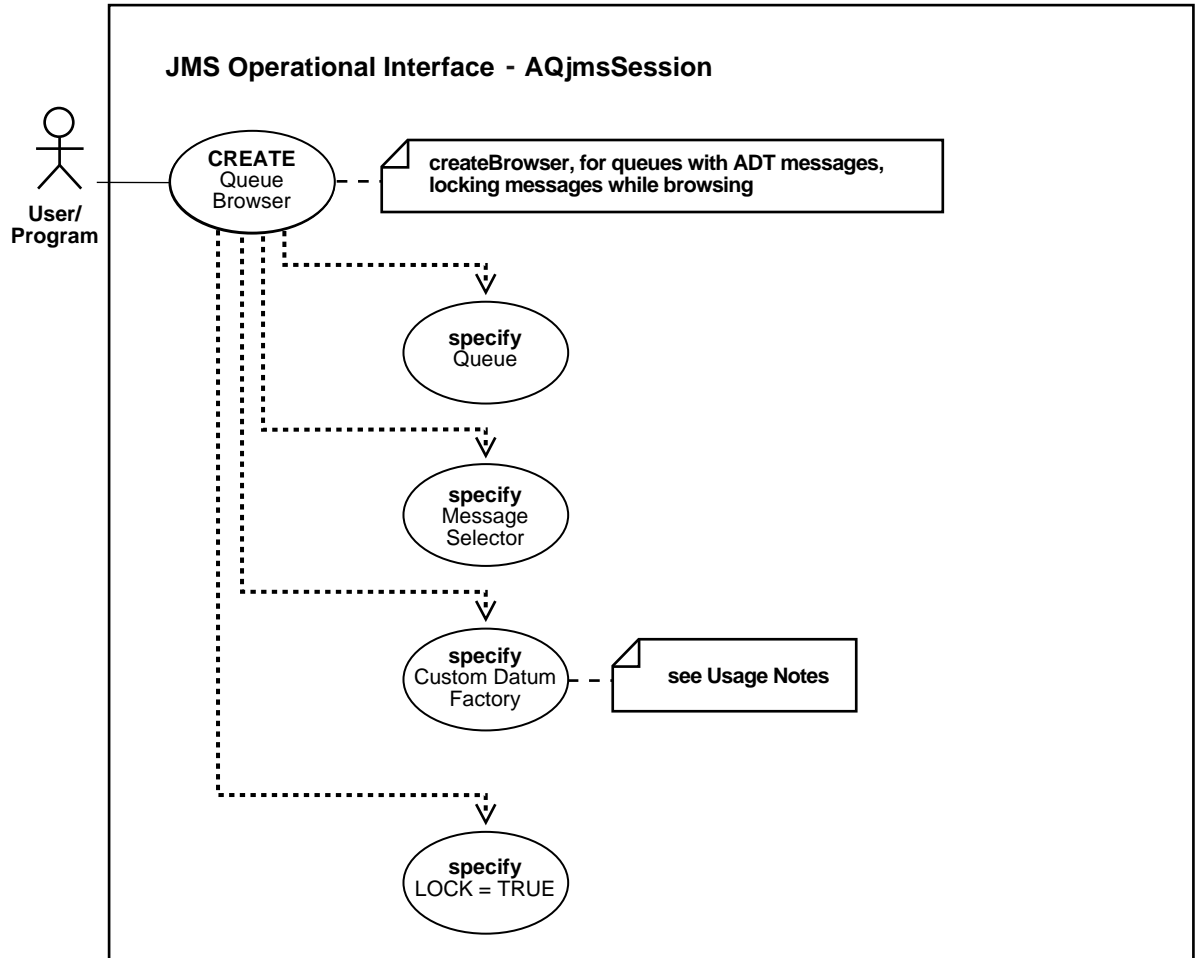 JMS Operational Interface - AQjmsSession
CREATE
Queue
Browser
createBrowser, for queues with ADT messages,
locking messages while browsing
User/
Program
specify
Queue
specify
Message
Selector
specify
Custom Datum
Factory
see Usage Notes
specify
LOCK = TRUE